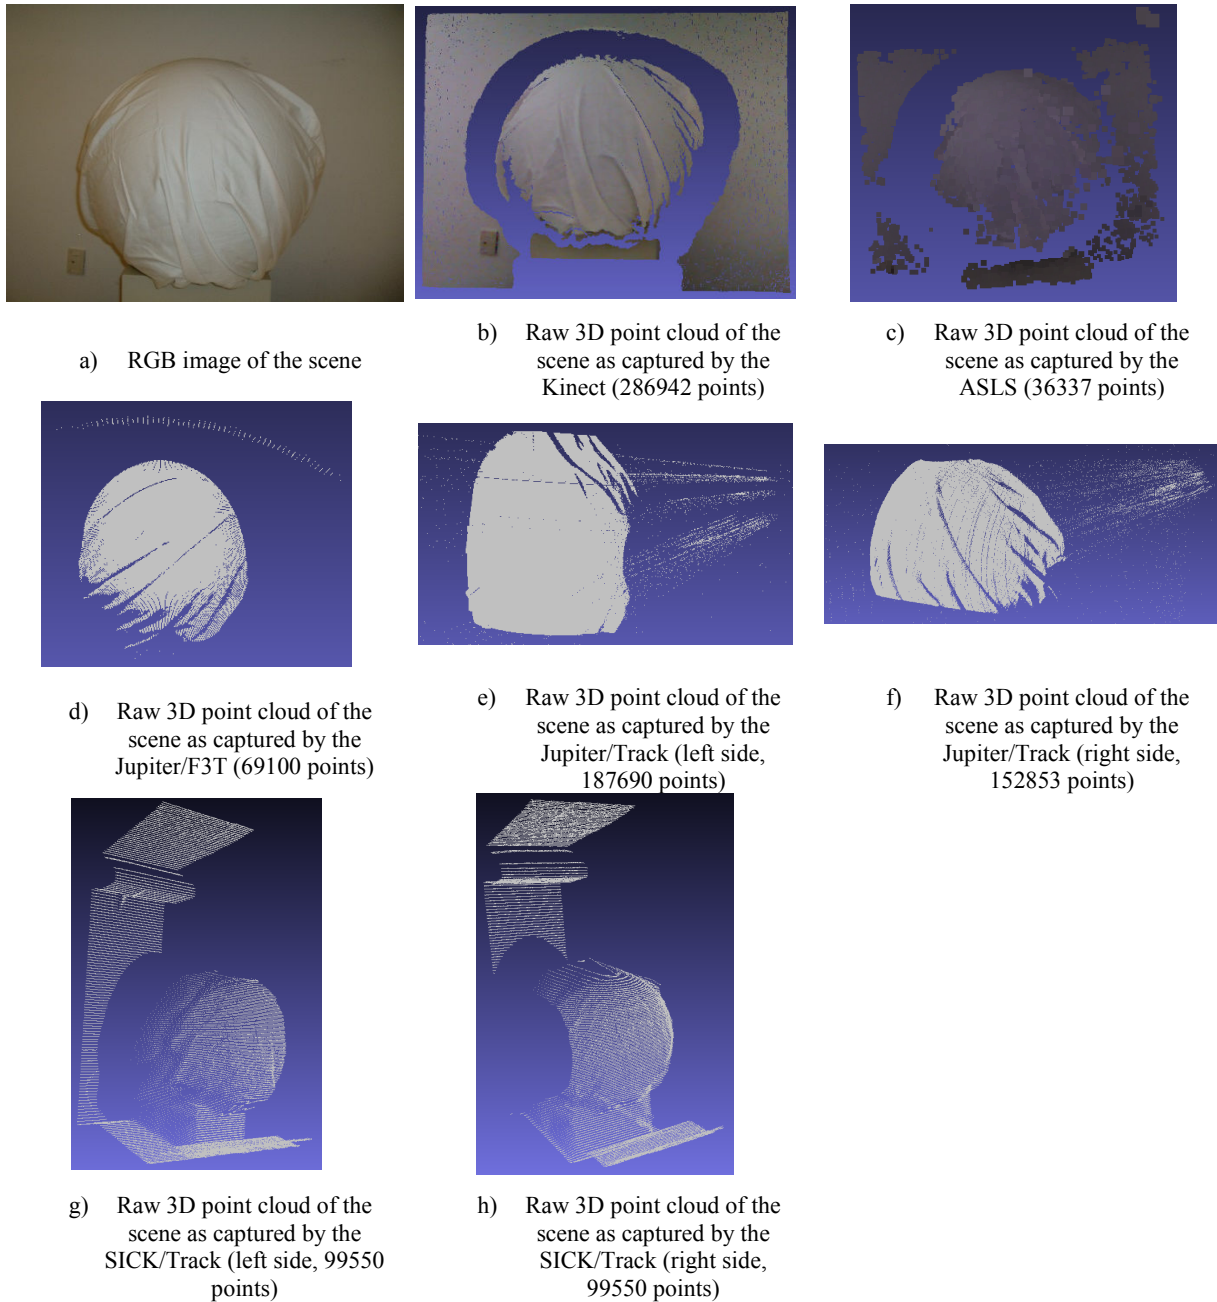 a) RGB image of the scene
b) Raw 3D point cloud of the
scene as captured by the
Kinect (286942 points)
c) Raw 3D point cloud of the
scene as captured by the
ASLS (36337 points)
d) Raw 3D point cloud of the
scene as captured by the
Jupiter/F3T (69100 points)
e) Raw 3D point cloud of the
scene as captured by the
Jupiter/Track (left side,
187690 points)
f) Raw 3D point cloud of the
scene as captured by the
Jupiter/Track (right side,
152853 points)
g) Raw 3D point cloud of the
scene as captured by the
SICK/Track (left side, 99550
points)
h) Raw 3D point cloud of the
scene as captured by the
SICK/Track (right side,
99550 points)